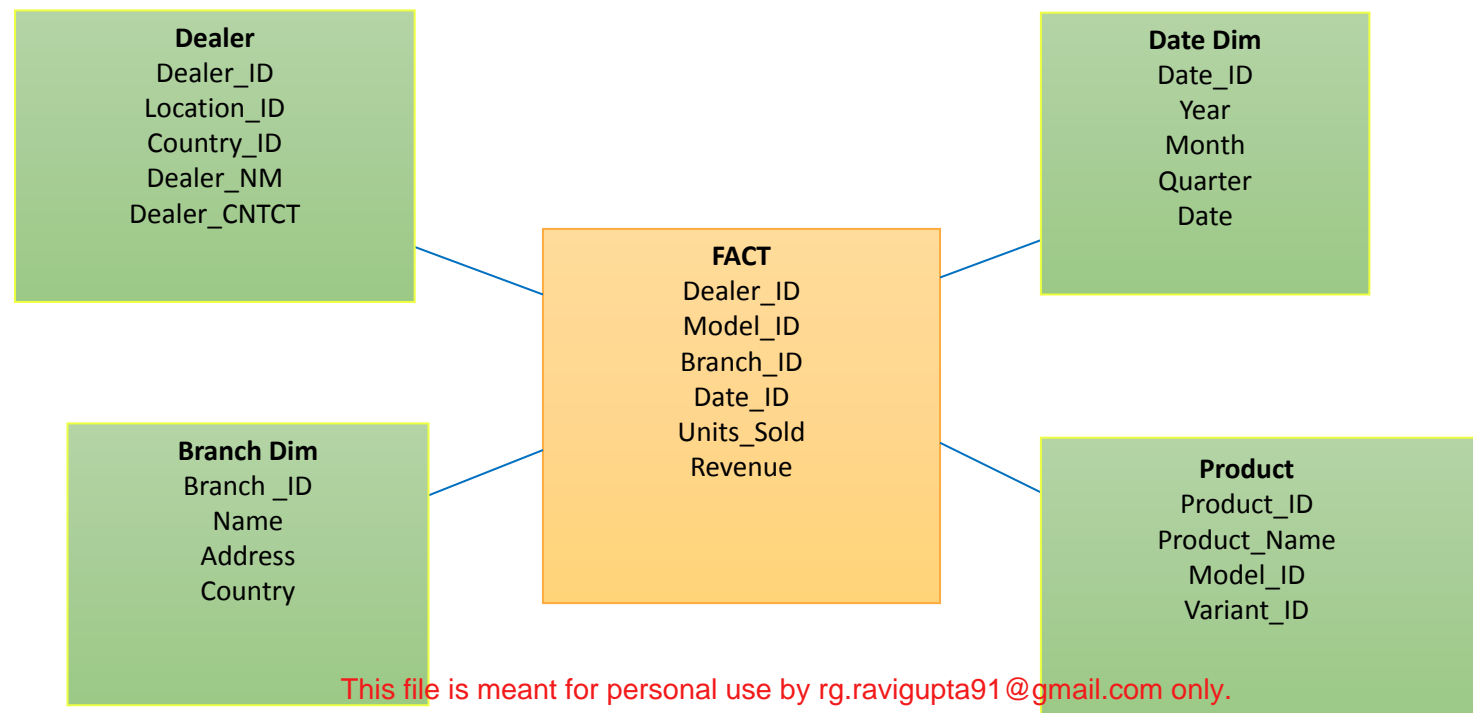 Dealer
Dealer_ID
Location_ID
Country_ID
Dealer_NM
Dealer_CNTCT
Date Dim
Date_ID
Year
Month
Quarter
Date
FACT
Dealer_ID
Model_ID
Branch_ID
Date_ID
Units_Sold
Revenue
Branch Dim
Branch _ID
Name
Address
Country
Product
Product_ID
Product_Name
Model_ID
Variant_ID
This file is meant for personal use by rg.ravigupta91@gmail.com only.